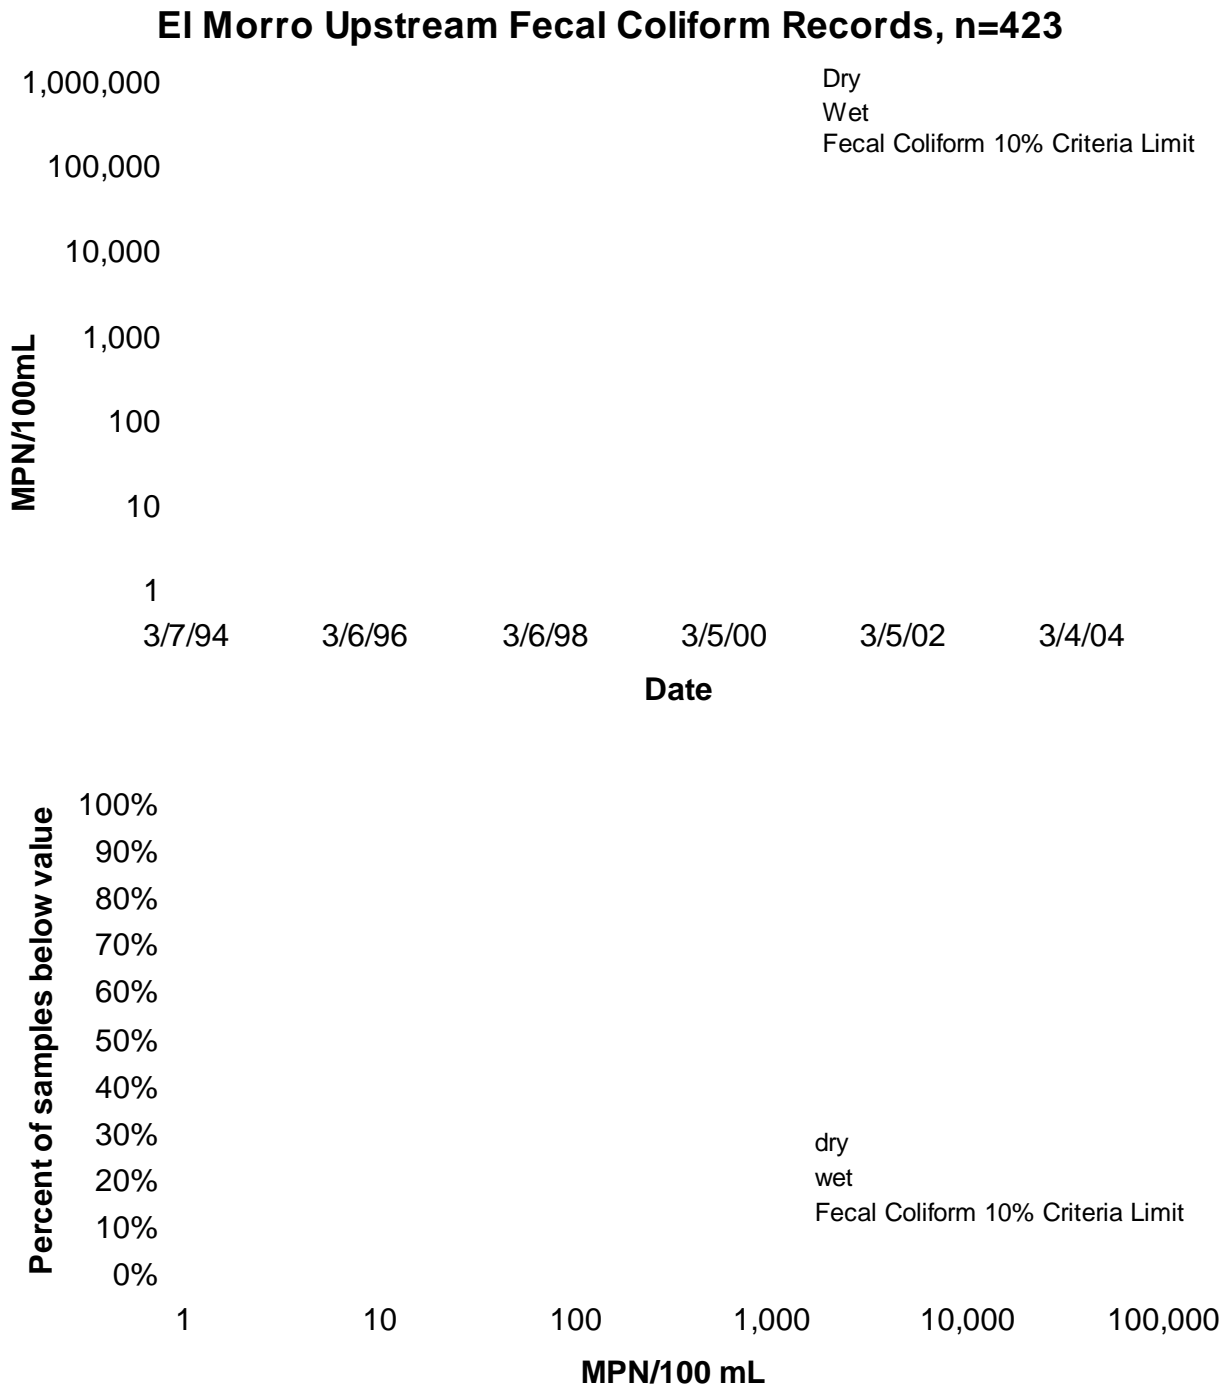 El Morro Upstream Fecal Coliform Records, n=423
1,000,000
100,000
10,000
1,000
100
10
1
MPN/100mL
Dry
Wet
Fecal Coliform 10% Criteria Limit
3/7/94 3/6/96 3/6/98 3/5/00 3/5/02 3/4/04
Date
100%
90%
80%
70%
60%
50%
40%
30%
20%
10%
0%
Percent of samples below value
dry
wet
Fecal Coliform 10% Criteria Limit
1 10 100 1,000 10,000 100,000
MPN/100 mL